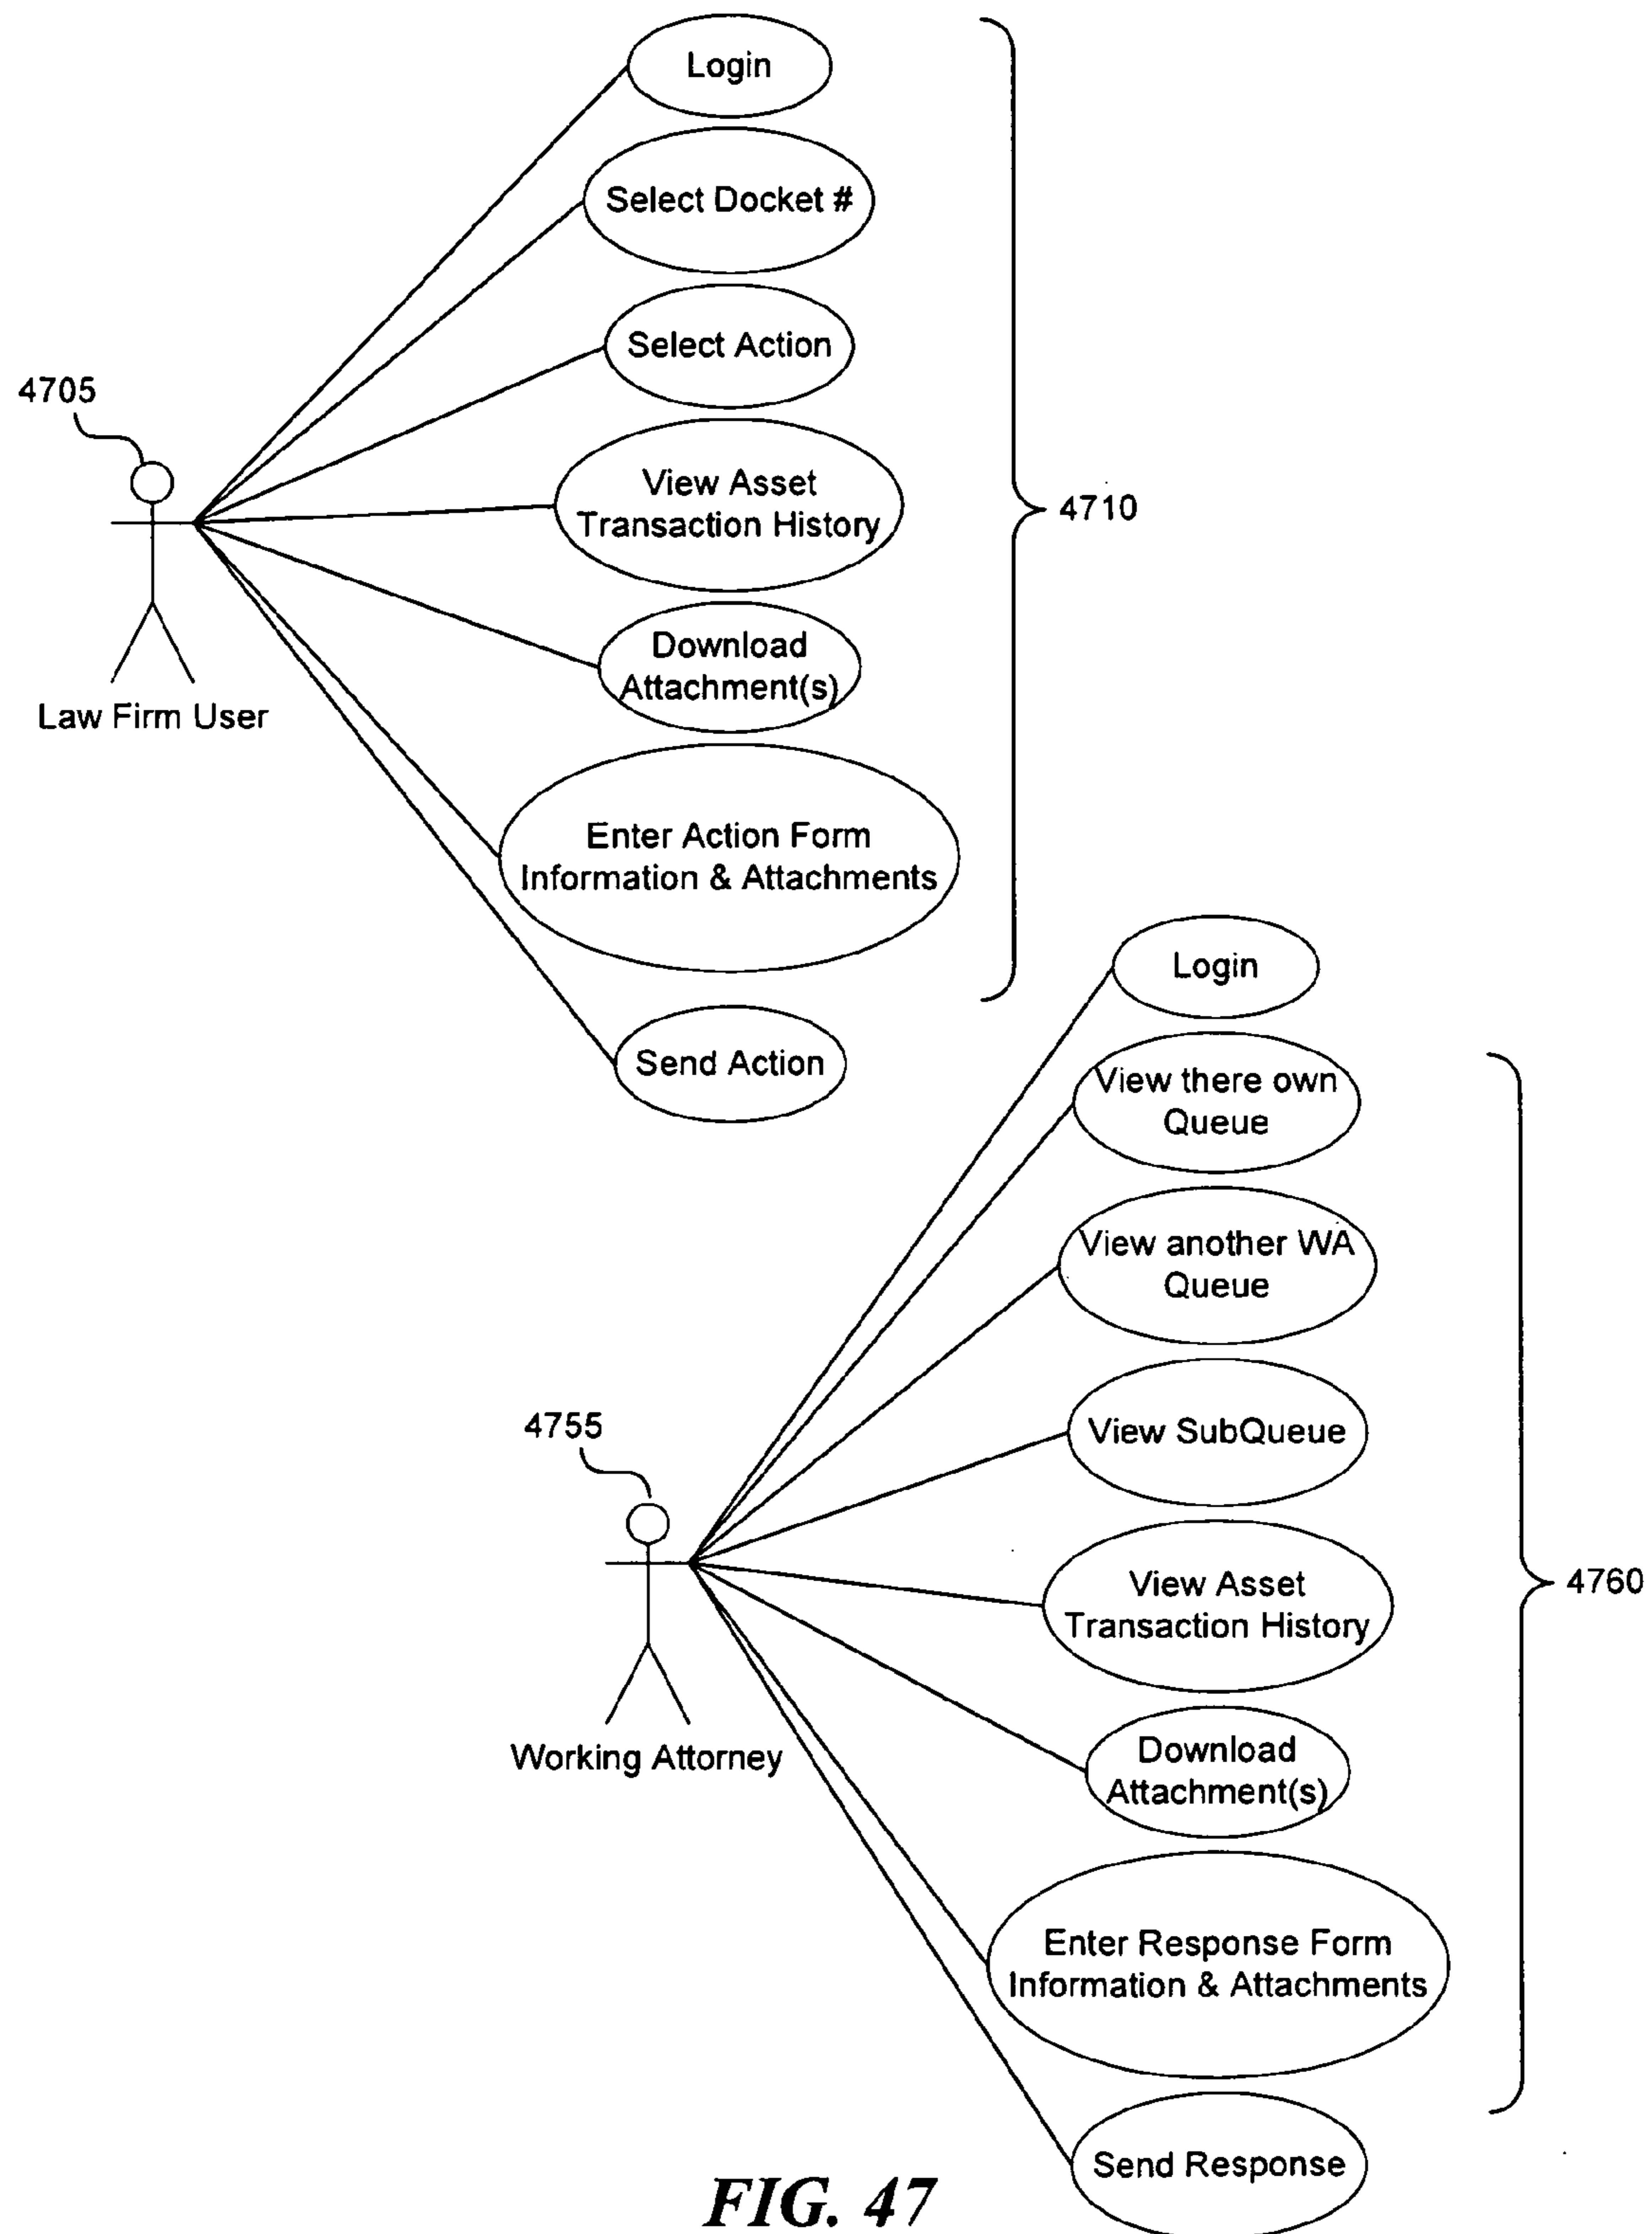 Login
Select Docket #
Select Action
4705
View Asset
Transaction History
4710
Download
Attachment(s)
Law Firm User
Enter Action Form
Information & Attachments
Send Action
Login
View there own
Queue
View another WA
Queue
4755
View SubQueue
View Asset
Transaction History
4760
Working Attorney
Download
Attachment(s)
Enter Response Form
Information & Attachments
Send Response
FIG. 47